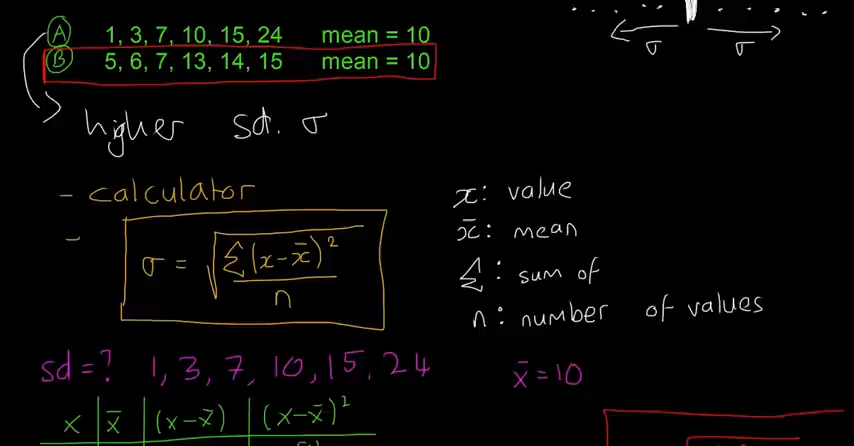 A 1, 3, 7, 10, 15, 24 mean = 10
B 5, 6, 7, 13, 14, 15 mean = 10
σ σ
higher sd. σ
- calculator
- σ = √(Σ(x-x̄)²/n)
x: value
x̄: mean
Σ: sum of
n: number of values
sd=? 1, 3, 7, 10, 15, 24 x̄=10
x | x̄ | (x-x̄) | (x-x̄)²